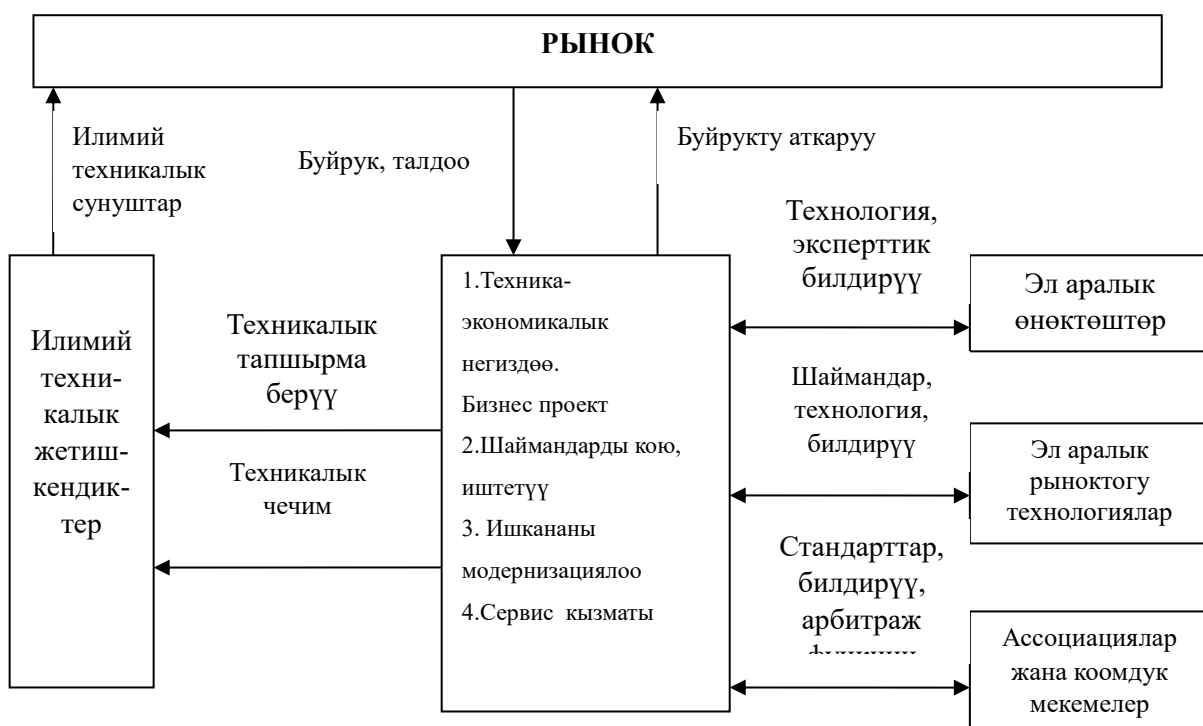 РЫНОК
Илимий
техникалык
сунуштар
Буйрук, талдоо
Буйрукту аткаруу
Илимий
техни-
калык
жетиш-
кендик-
тер
Техникалык
тапшырма
берүү
Техникалык
чечим
1.Техника-
экономикалык
негиздөө.
Бизнес проект
2.Шаймандарды кою,
иштетүү
3. Ишкананы
модернизациялоо
4.Сервис кызматы
Технология,
эксперттик
билдирүү
Эл аралык
өнөктөштөр
Шаймандар,
технология,
билдирүү
Эл аралык
рыноктогу
технологиялар
Стандарттар,
билдирүү,
арбитраж
Ассоциациялар
жана коомдук
мекемелер